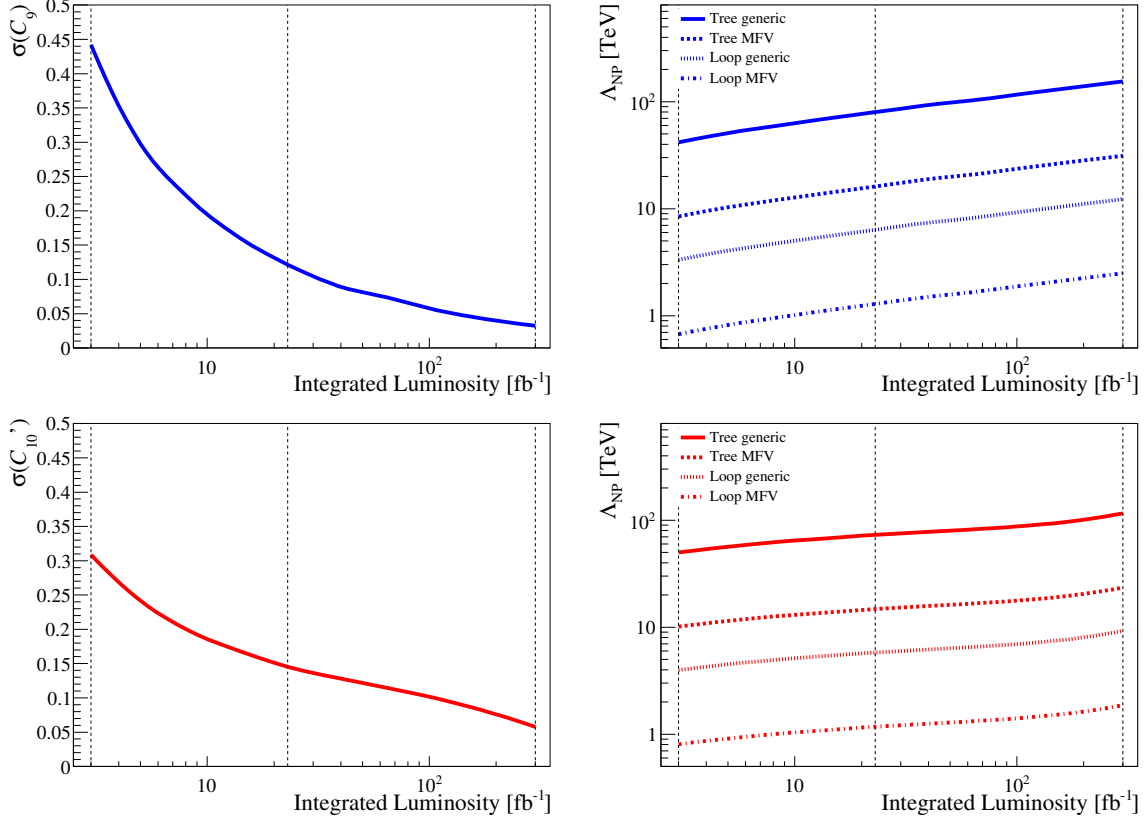 σ(C₉)
0.5
0.45
0.4
0.35
0.3
0.25
0.2
0.15
0.1
0.05
0
10
10²
Integrated Luminosity [fb⁻¹]
Λ_NP [TeV]
Tree generic
Tree MFV
Loop generic
Loop MFV
10²
10
1
10
10²
Integrated Luminosity [fb⁻¹]
σ(C₁₀')
0.5
0.45
0.4
0.35
0.3
0.25
0.2
0.15
0.1
0.05
0
10
10²
Integrated Luminosity [fb⁻¹]
Λ_NP [TeV]
Tree generic
Tree MFV
Loop generic
Loop MFV
10²
10
1
10
10²
Integrated Luminosity [fb⁻¹]